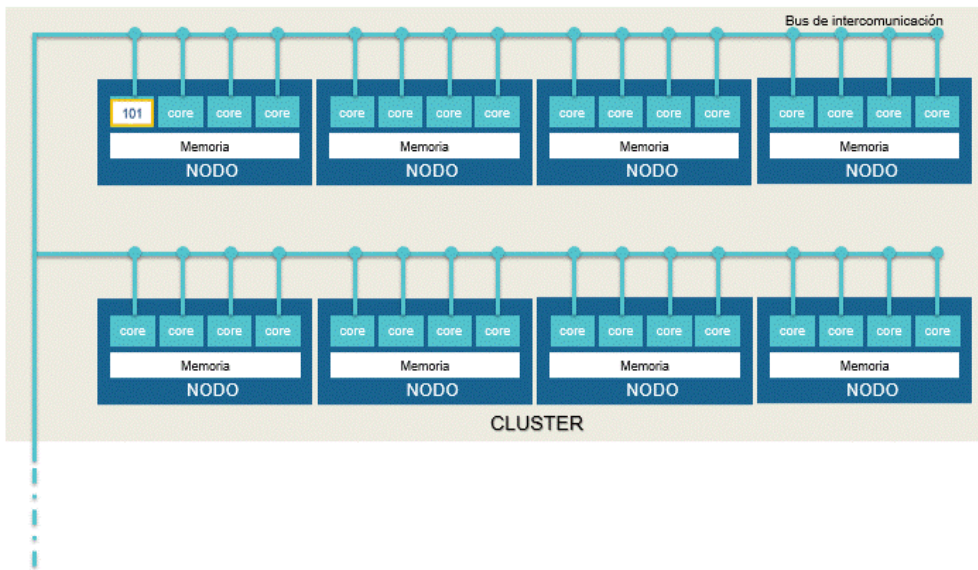 Bus de intercomunicación
101 core core core core core core core core core core core core core core core
Memoria Memoria Memoria Memoria
NODO NODO NODO NODO
core core core core core core core core core core core core core core core core
Memoria Memoria Memoria Memoria
NODO NODO NODO NODO
CLUSTER